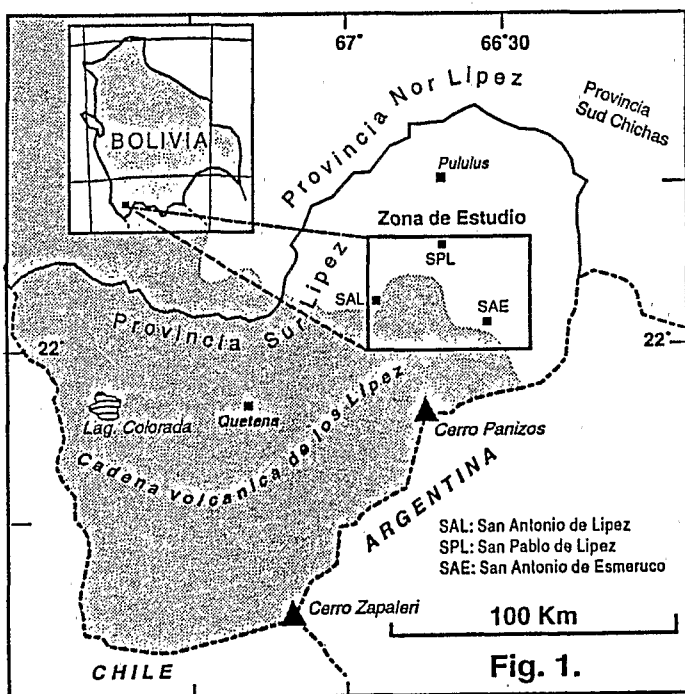 67°
66°30
BOLIVIA
Provincia Nor Lipez
Provincia
Sud Chichas
Pululus
Zona de Estudio
SPL
SAL
SAE
Provincia Sur Lipez
22°
22°
Lag. Colorada
Quetena
Cadena volcanica de los Lipez
Cerro Panizos
ARGENTINA
SAL: San Antonio de Lipez
SPL: San Pablo de Lipez
SAE: San Antonio de Esmeruco
Cerro Zapaleri
100 Km
CHILE
Fig. 1.